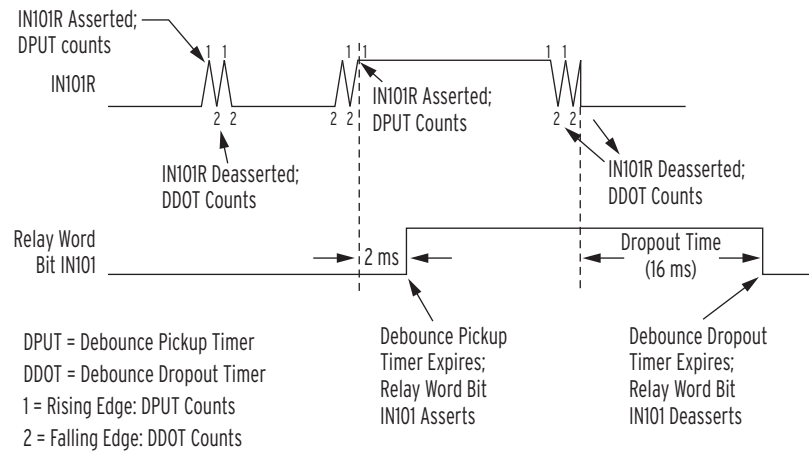 IN101R Asserted;
DPUT counts
1 1
1 1
1 1
IN101R
2 2
2 2
2 2
IN101R Asserted;
DPUT Counts
IN101R Deasserted;
DDOT Counts
IN101R Deasserted;
DDOT Counts
Relay Word
Bit IN101
2 ms
Dropout Time
(16 ms)
Debounce Pickup
Timer Expires;
Relay Word Bit
IN101 Asserts
Debounce Dropout
Timer Expires;
Relay Word Bit
IN101 Deasserts
DPUT = Debounce Pickup Timer
DDOT = Debounce Dropout Timer
1 = Rising Edge: DPUT Counts
2 = Falling Edge: DDOT Counts